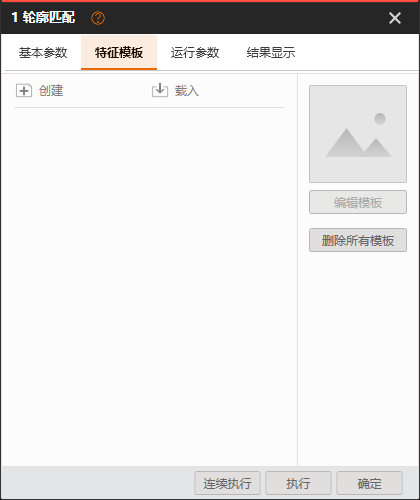 1 轮廓匹配
基本参数 特征模板 运行参数 结果显示
创建 载入
编辑模板
删除所有模板
连续执行 执行 确定